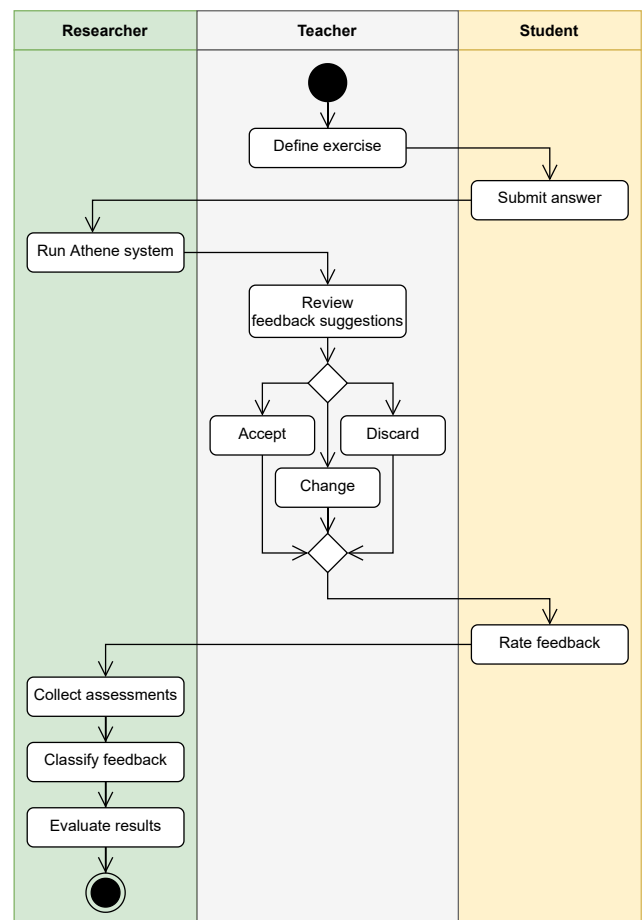 Researcher
Teacher
Student
Define exercise
Submit answer
Run Athene system
Review
feedback suggestions
Accept
Discard
Change
Rate feedback
Collect assessments
Classify feedback
Evaluate results